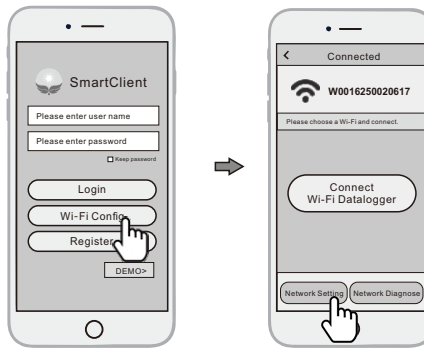 SmartClient
Please enter user name
Please enter password
Keep password
Login
Wi-Fi Config
Register
DEMO>
Connected
W0016250020617
Please choose a Wi-Fi and connect.
Connect
Wi-Fi Datalogger
Network Setting
Network Diagnose